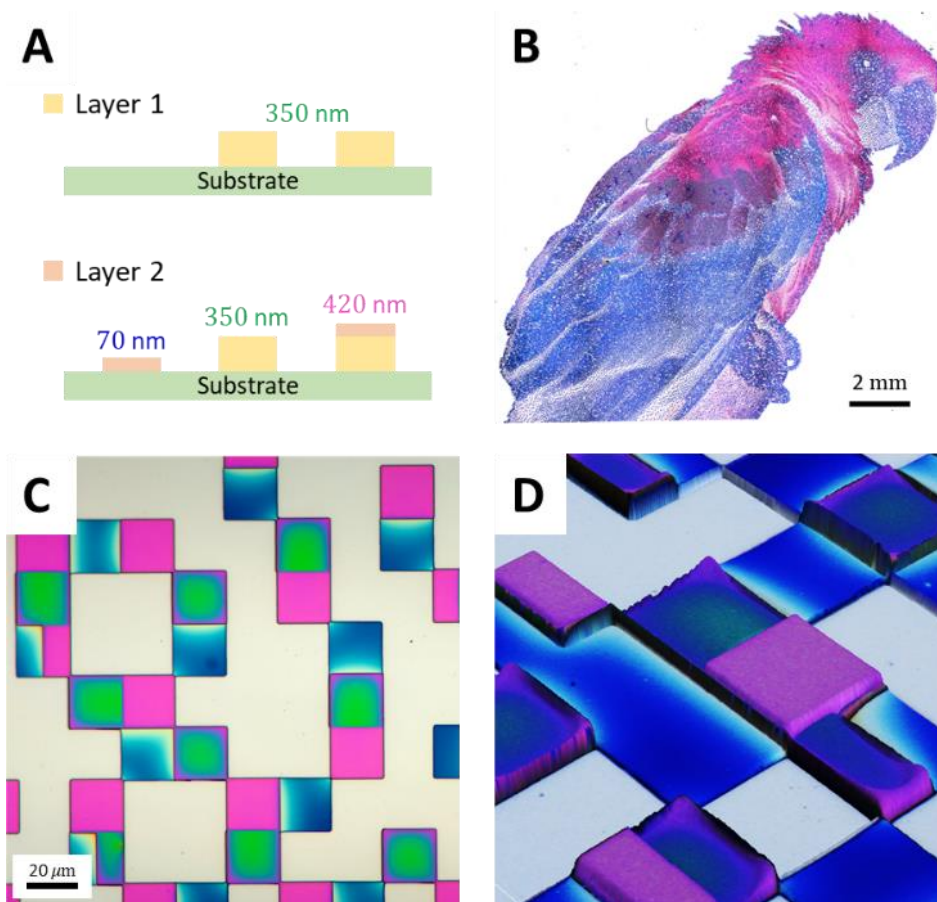 A
Layer 1
350 nm
Substrate
Layer 2
70 nm
350 nm
420 nm
Substrate
B
2 mm
C
20 μm
D